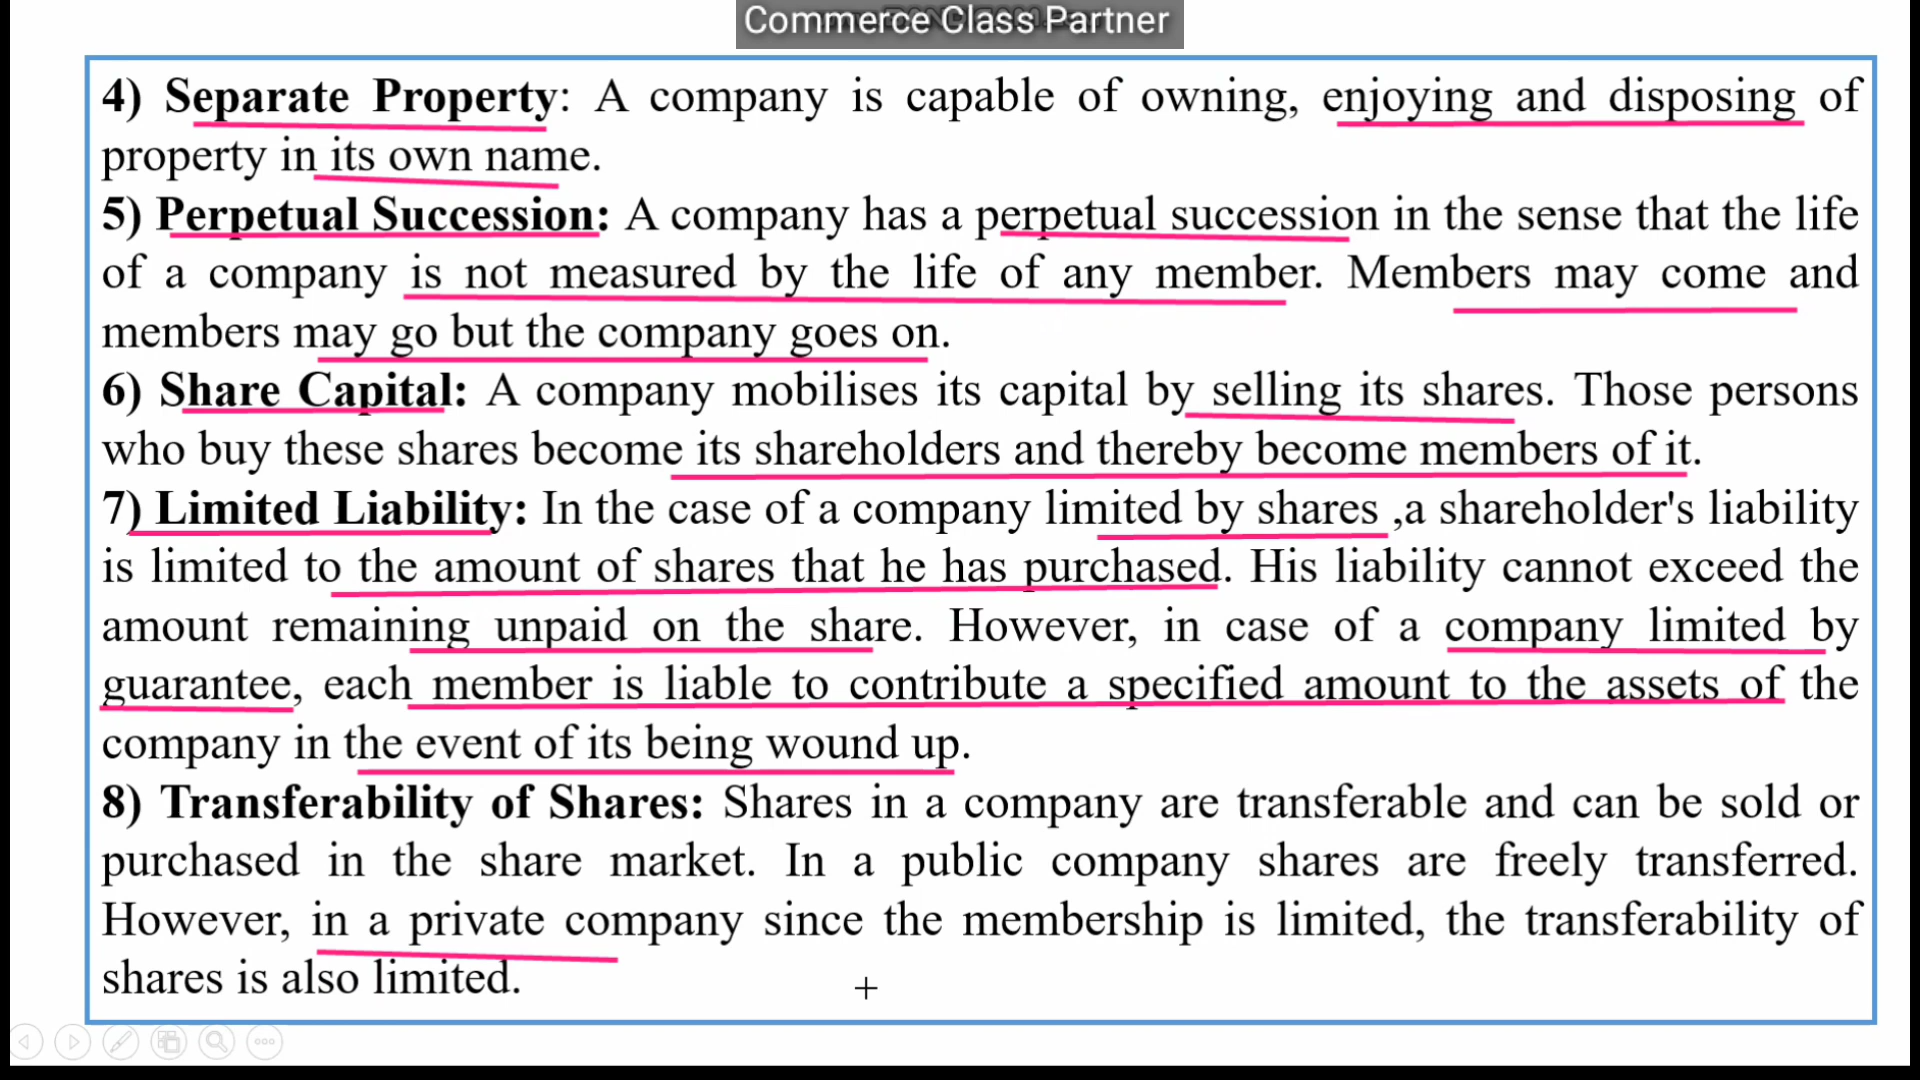 Commerce Class Partner
4) Separate Property: A company is capable of owning, enjoying and disposing of
property in its own name.
5) Perpetual Succession: A company has a perpetual succession in the sense that the life
of a company is not measured by the life of any member. Members may come and
members may go but the company goes on.
6) Share Capital: A company mobilises its capital by selling its shares. Those persons
who buy these shares become its shareholders and thereby become members of it.
7) Limited Liability: In the case of a company limited by shares ,a shareholder's liability
is limited to the amount of shares that he has purchased. His liability cannot exceed the
amount remaining unpaid on the share. However, in case of a company limited by
guarantee, each member is liable to contribute a specified amount to the assets of the
company in the event of its being wound up.
8) Transferability of Shares: Shares in a company are transferable and can be sold or
purchased in the share market. In a public company shares are freely transferred.
However, in a private company since the membership is limited, the transferability of
shares is also limited.